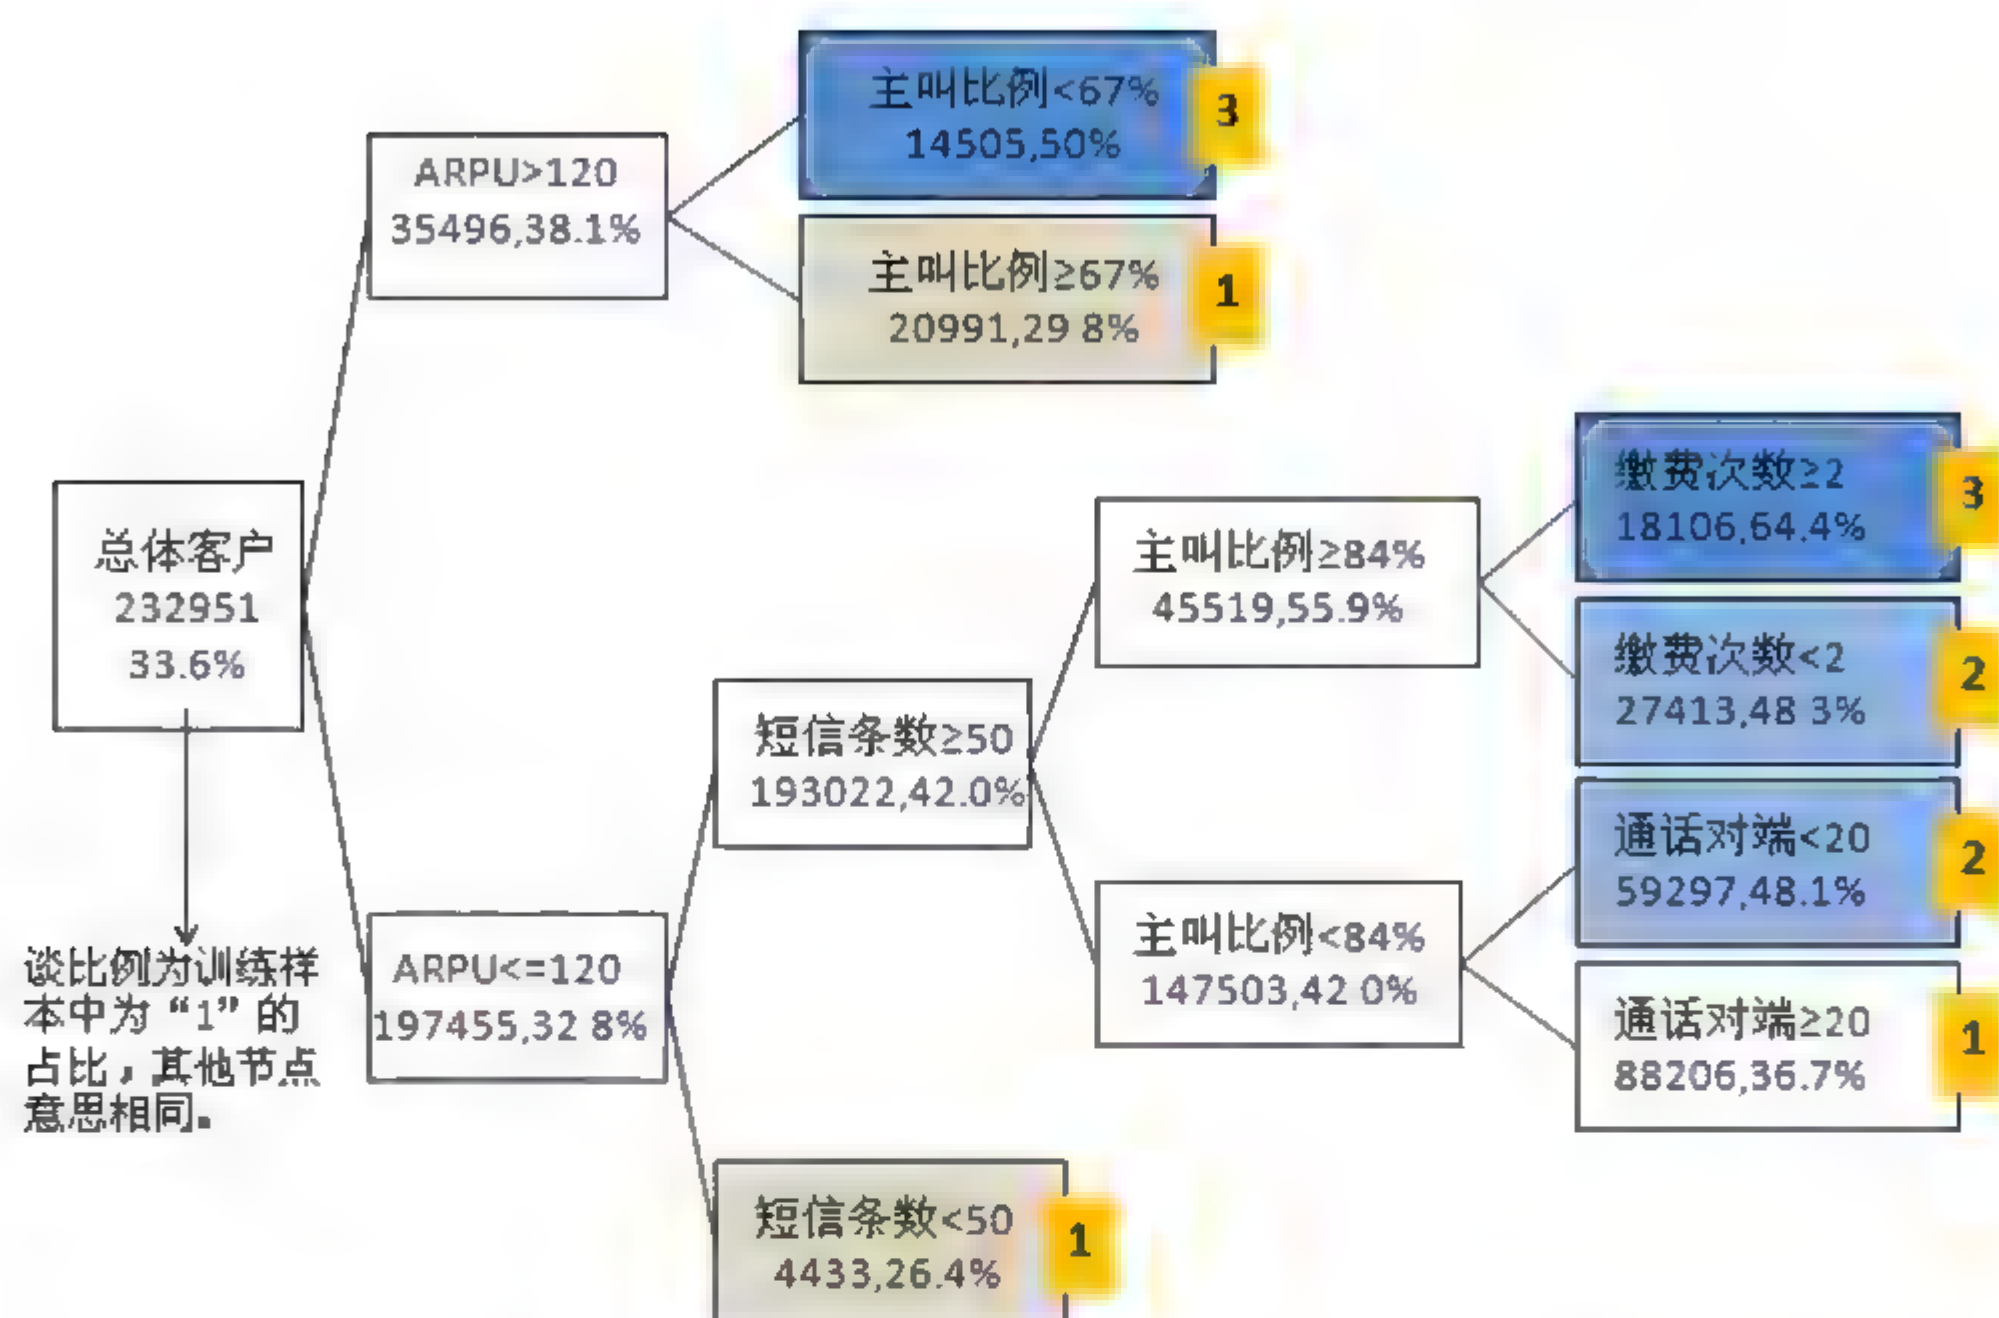 主叫比例<67%
14505,50%
3
ARPU>120
35496,38.1%
主叫比例≥67%
20991,29 8%
1
缴费次数≥2
18106,64.4%
3
总体客户
232951
33.6%
主叫比例≥84%
45519,55.9%
缴费次数<2
27413,48 3%
2
短信条数≥50
193022,42.0%
通话对端<20
59297,48.1%
2
谈比例为训练样
本中为“1”的
占比，其他节点
意思相同。
ARPU<=120
197455,32 8%
主叫比例<84%
147503,42 0%
通话对端≥20
88206,36.7%
1
短信条数<50
4433,26.4%
1